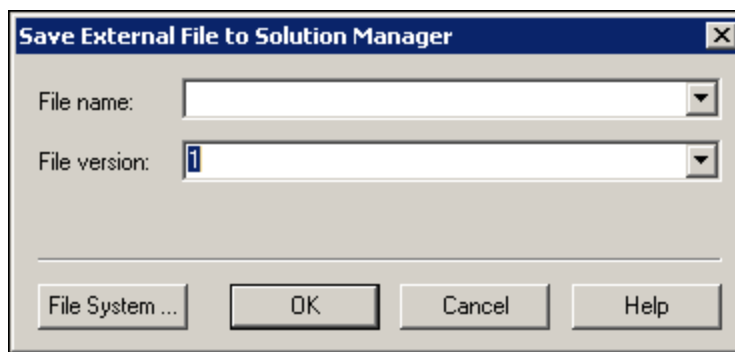 Save External File to Solution Manager
File name:
File version: 1
File System ... OK Cancel Help